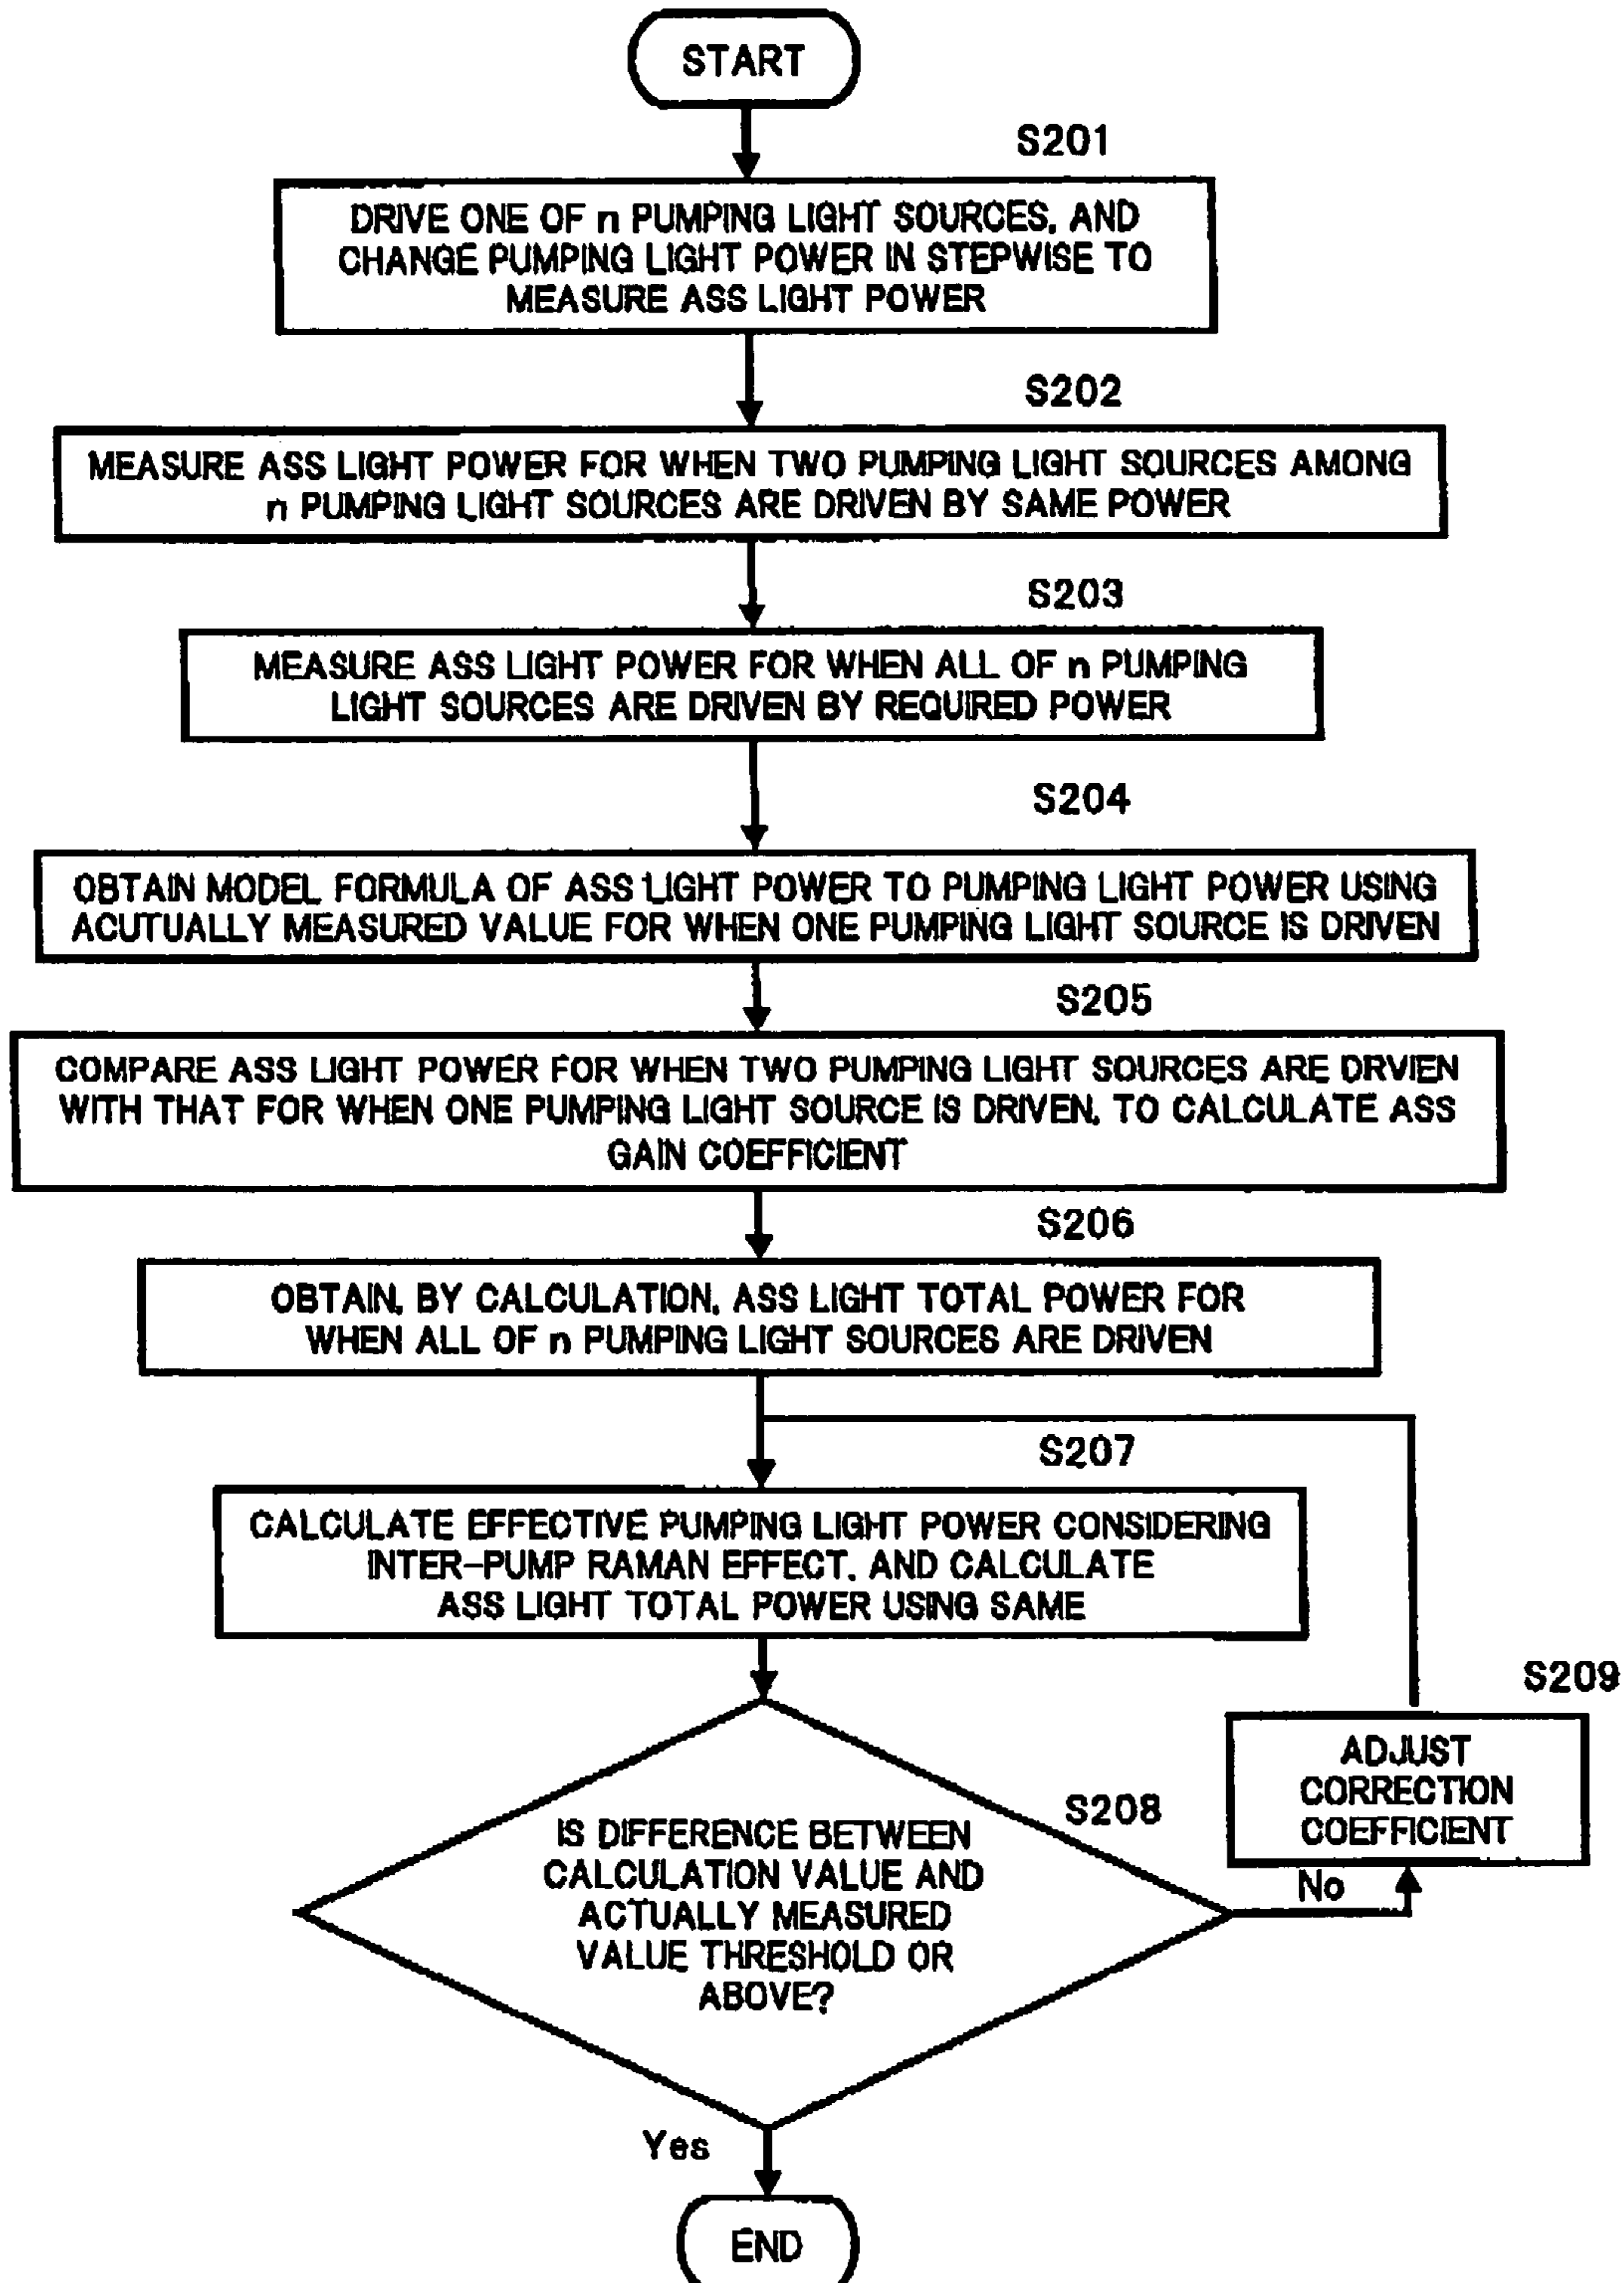 START
S201
DRIVE ONE OF n PUMPING LIGHT SOURCES, AND
CHANGE PUMPING LIGHT POWER IN STEPWISE TO
MEASURE ASS LIGHT POWER
S202
MEASURE ASS LIGHT POWER FOR WHEN TWO PUMPING LIGHT SOURCES AMONG
n PUMPING LIGHT SOURCES ARE DRIVEN BY SAME POWER
S203
MEASURE ASS LIGHT POWER FOR WHEN ALL OF n PUMPING
LIGHT SOURCES ARE DRIVEN BY REQUIRED POWER
S204
OBTAIN MODEL FORMULA OF ASS LIGHT POWER TO PUMPING LIGHT POWER USING
ACUTUALLY MEASURED VALUE FOR WHEN ONE PUMPING LIGHT SOURCE IS DRIVEN
S205
COMPARE ASS LIGHT POWER FOR WHEN TWO PUMPING LIGHT SOURCES ARE DRVIEN
WITH THAT FOR WHEN ONE PUMPING LIGHT SOURCE IS DRIVEN, TO CALCULATE ASS
GAIN COEFFICIENT
S206
OBTAIN, BY CALCULATION, ASS LIGHT TOTAL POWER FOR
WHEN ALL OF n PUMPING LIGHT SOURCES ARE DRIVEN
S207
CALCULATE EFFECTIVE PUMPING LIGHT POWER CONSIDERING
INTER-PUMP RAMAN EFFECT, AND CALCULATE
ASS LIGHT TOTAL POWER USING SAME
S208
IS DIFFERENCE BETWEEN
CALCULATION VALUE AND
ACTUALLY MEASURED
VALUE THRESHOLD OR
ABOVE?
S209
ADJUST
CORRECTION
COEFFICIENT
No
Yes
END